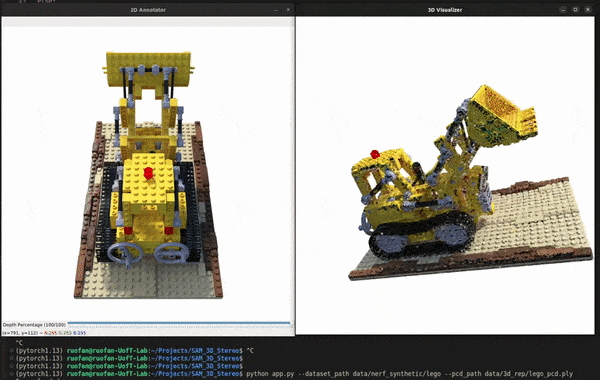 2D Annotator
3D Visualizer
Depth Percentage (100/100)
(x=791, y=112) ~ R:255 G:255 B:255
^C
(pytorch1.13) ruofan@ruofan-UofT-Lab:~/Projects/SAM_3D_Stereo$ ^C
(pytorch1.13) ruofan@ruofan-UofT-Lab:~/Projects/SAM_3D_Stereo$
(pytorch1.13) ruofan@ruofan-UofT-Lab:~/Projects/SAM_3D_Stereo$ python app.py --dataset_path data/nerf_synthetic/lego --pcd_path data/3d_rep/lego_pcd.ply